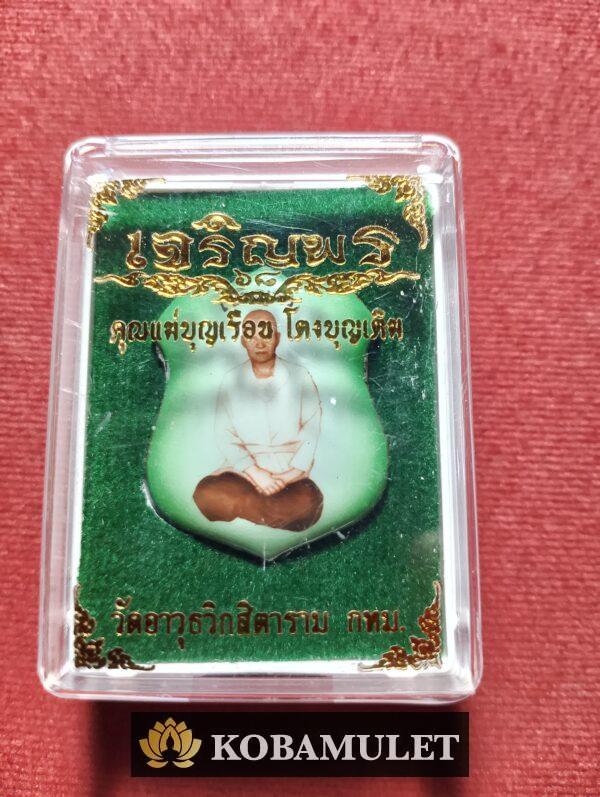 เจริญพร
๖๘
คุณแม่บุญเรือน โตงบุญเติม
วัดอาวุธวิกสิตาราม กทม.
KOBAMULET